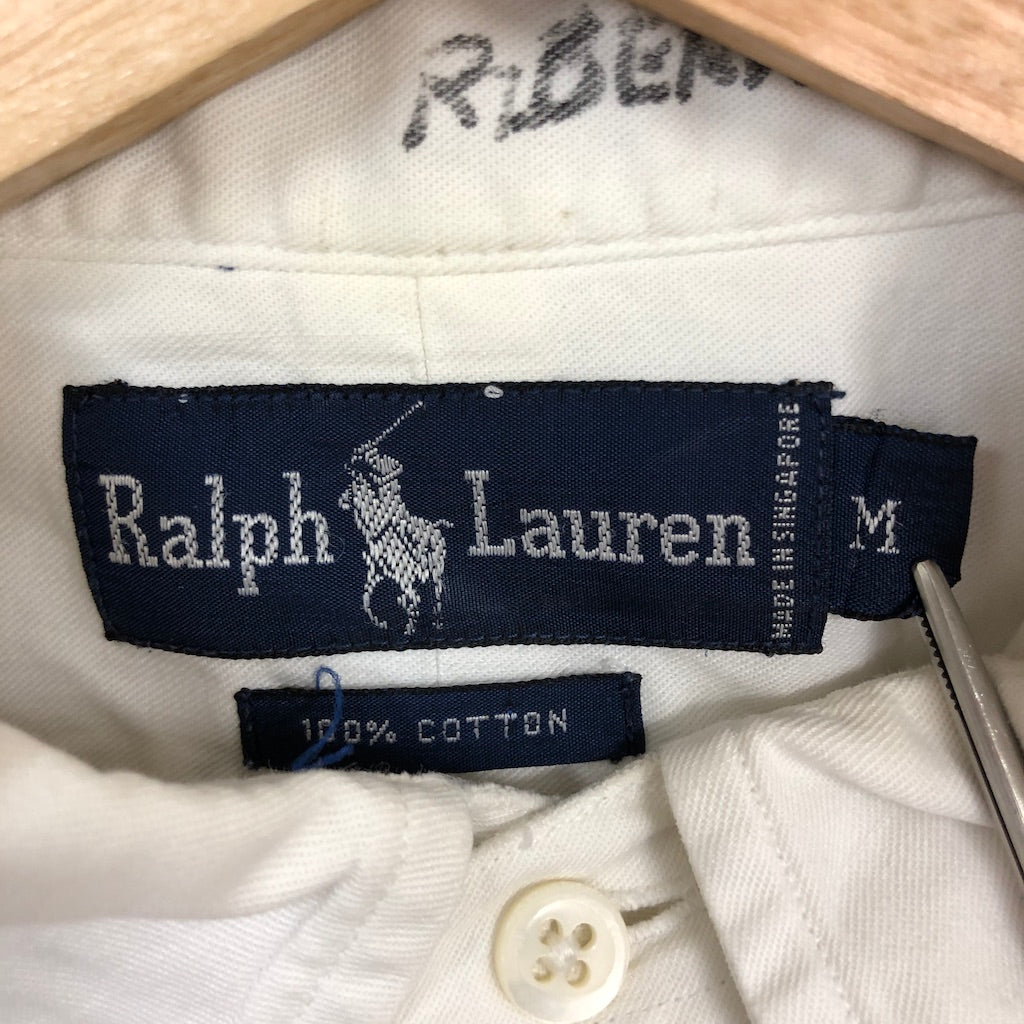 Ralph Lauren
MADE IN SINGAPORE
M
100% COTTON